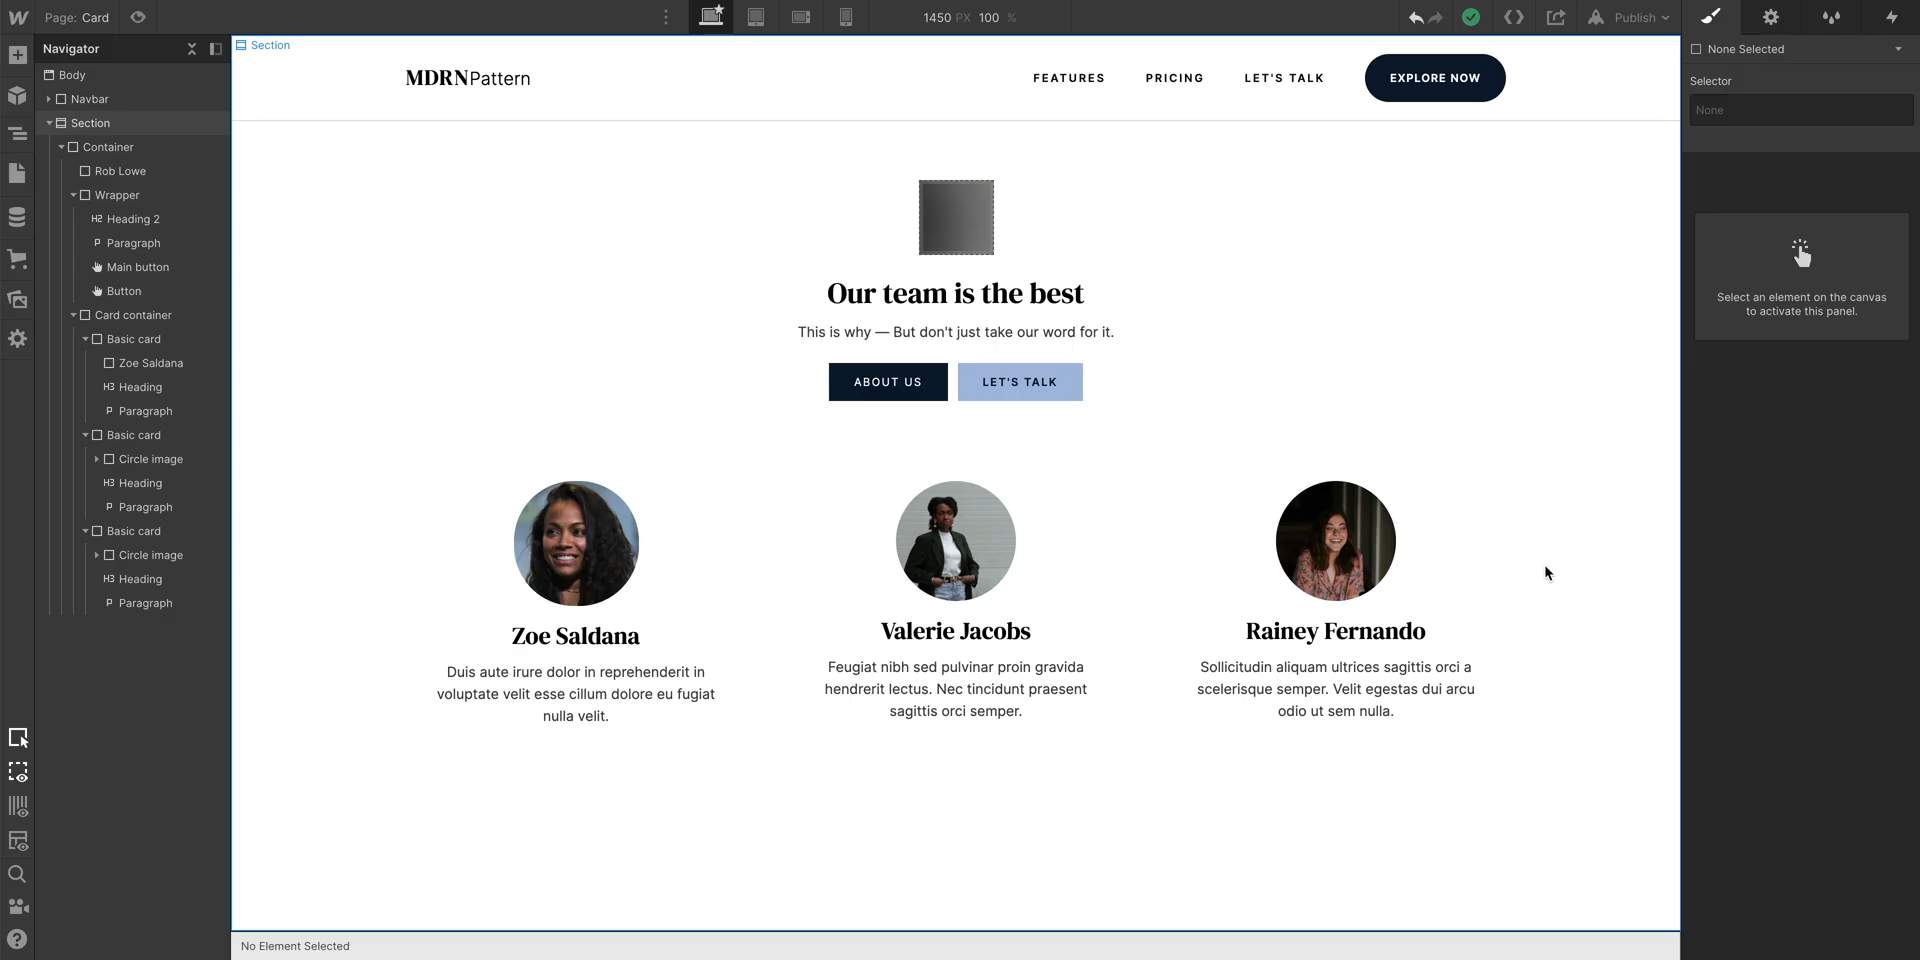 Page: Card
1450 PX 100 %
Publish
Navigator
Body
Navbar
Section
Container
Rob Lowe
Wrapper
H2 Heading 2
P Paragraph
Main button
Button
Card container
Basic card
Zoe Saldana
H3 Heading
P Paragraph
Basic card
Circle image
H3 Heading
P Paragraph
Basic card
Circle image
H3 Heading
P Paragraph
Section
MDRNPattern
FEATURES
PRICING
LET'S TALK
EXPLORE NOW
Our team is the best
This is why — But don't just take our word for it.
ABOUT US
LET'S TALK
Zoe Saldana
Duis aute irure dolor in reprehenderit in
voluptate velit esse cillum dolore eu fugiat
nulla velit.
Valerie Jacobs
Feugiat nibh sed pulvinar proin gravida
hendrerit lectus. Nec tincidunt praesent
sagittis orci semper.
Rainey Fernando
Sollicitudin aliquam ultrices sagittis orci a
scelerisque semper. Velit egestas dui arcu
odio ut sem nulla.
No Element Selected
None Selected
Selector
None
Select an element on the canvas
to activate this panel.